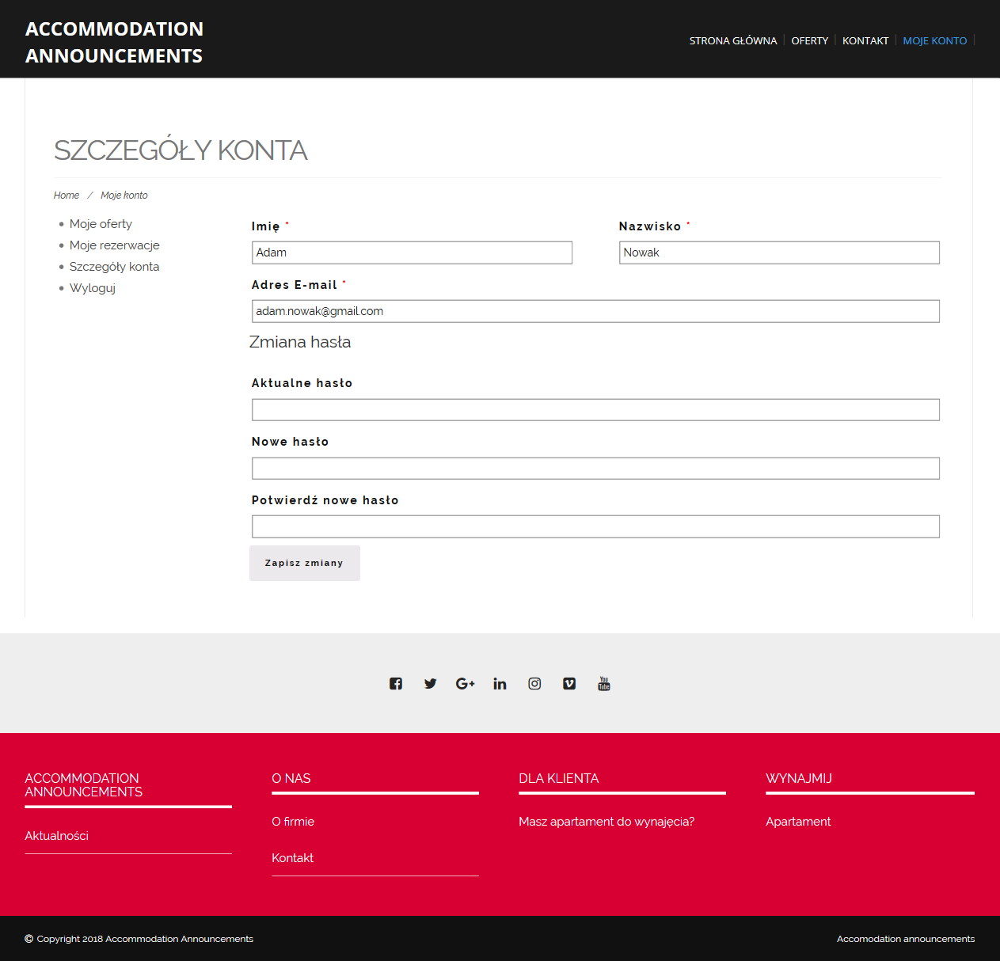 ACCOMMODATION
ANNOUNCEMENTS
STRONA GŁÓWNA
OFERTY
KONTAKT
MOJE KONTO
SZCZEGÓŁY KONTA
Home / Moje konto
Moje oferty
Moje rezerwacje
Szczegóły konta
Wyloguj
Imię *
Nazwisko *
Adam
Nowak
Adres E-mail *
adam.nowak@gmail.com
Zmiana hasła
Aktualne hasło
Nowe hasło
Potwierdź nowe hasło
Zapisz zmiany
You
Tube
ACCOMMODATION
ANNOUNCEMENTS
Aktualności
O NAS
O firmie
Kontakt
DLA KLIENTA
Masz apartament do wynajęcia?
WYNAJMIJ
Apartament
© Copyright 2018 Accommodation Announcements
Accomodation announcements